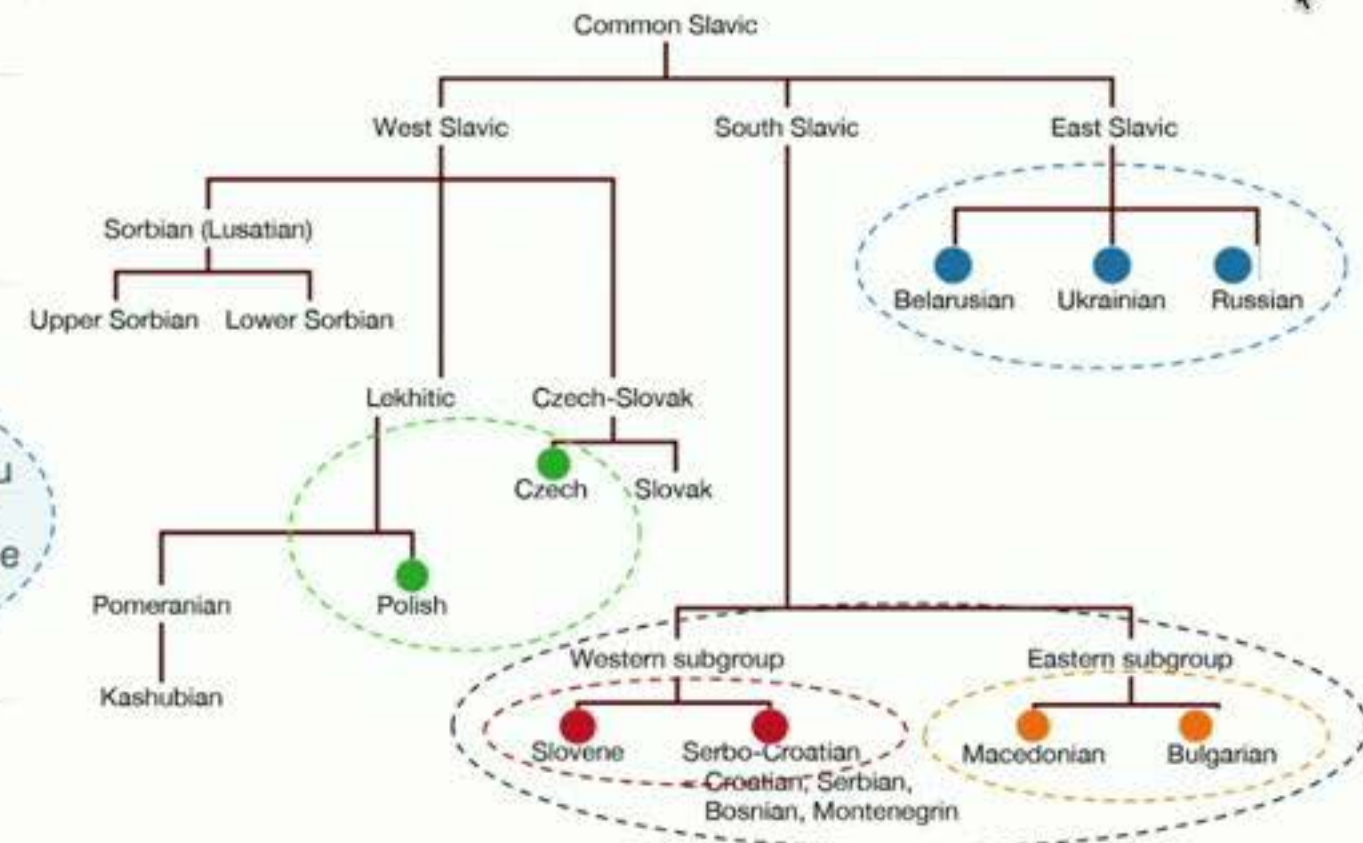 Common Slavic
West Slavic
South Slavic
East Slavic
Sorbian (Lusatian)
Upper Sorbian
Lower Sorbian
Belarusian
Ukrainian
Russian
Lekhitic
Czech-Slovak
Czech
Slovak
Pomeranian
Polish
Kashubian
Western subgroup
Eastern subgroup
Slovene
Serbo-Croatian
Croatian, Serbian,
Bosnian, Montenegrin
Macedonian
Bulgarian